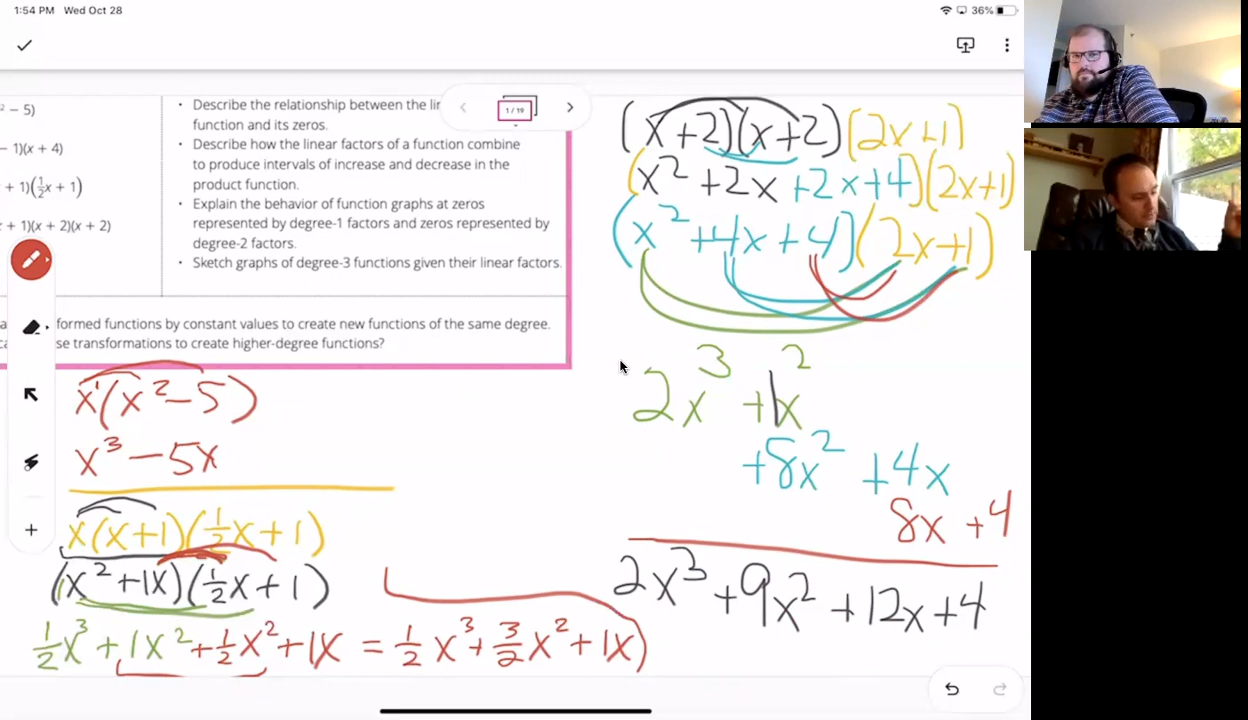 1:54 PM Wed Oct 28
36%
1 / 19
² – 5)
– 1)(x + 4)
+ 1)(½x + 1)
+ 1)(x + 2)(x + 2)
• Describe the relationship between the lir
function and its zeros.
• Describe how the linear factors of a function combine
to produce intervals of increase and decrease in the
product function.
• Explain the behavior of function graphs at zeros
represented by degree-1 factors and zeros represented by
degree-2 factors.
• Sketch graphs of degree-3 functions given their linear factors.
formed functions by constant values to create new functions of the same degree.
se transformations to create higher-degree functions?
x¹(x² – 5)
x³ – 5x
x(x+1)(½x+1)
(x² + 1x)(½x + 1)
½x³ + 1x² + ½x² + 1x = ½x³ + 3/2x² + 1x)
(x+2)(x+2)(2x+1)
(x² + 2x + 2x + 4)(2x+1)
(x² + 4x + 4)(2x+1)
2x³ + 1x²
+ 8x² + 4x
8x + 4
2x³ + 9x² + 12x + 4